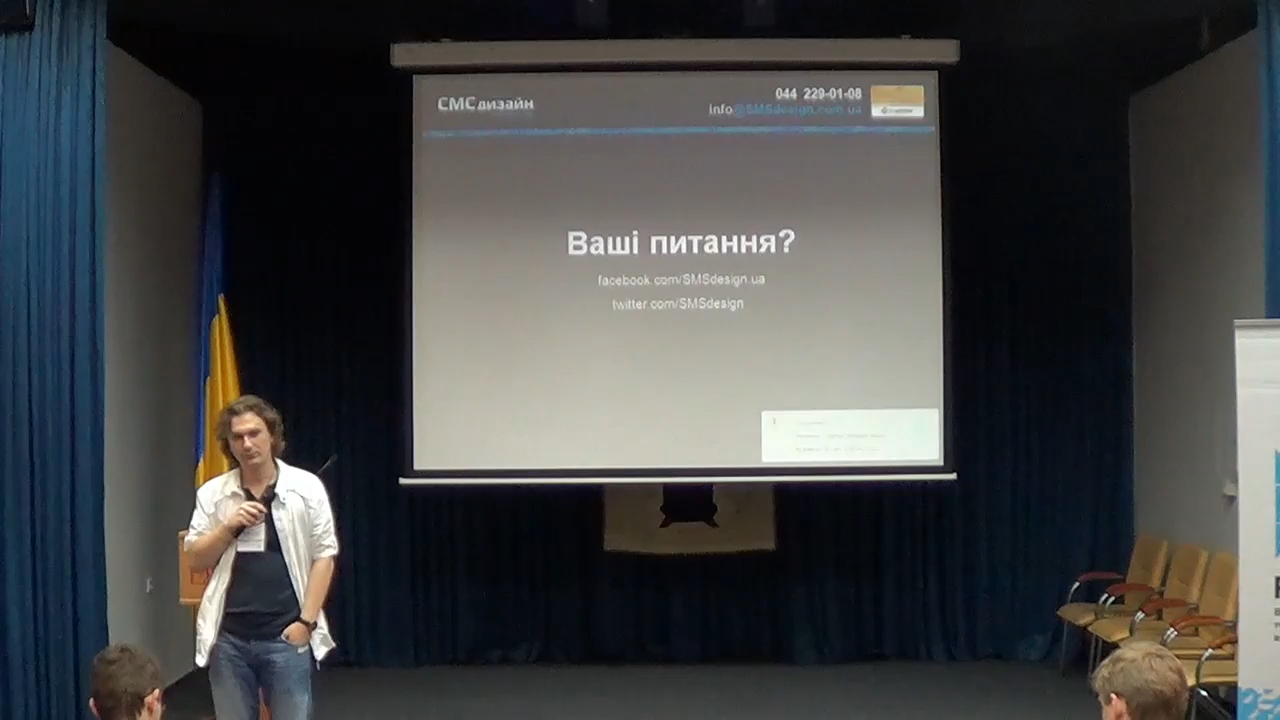 СМСдизайн
044 229-01-08
info@SMSdesign.com.ua
Ваші питання?
facebook.com/SMSdesign.ua
twitter.com/SMSdesign